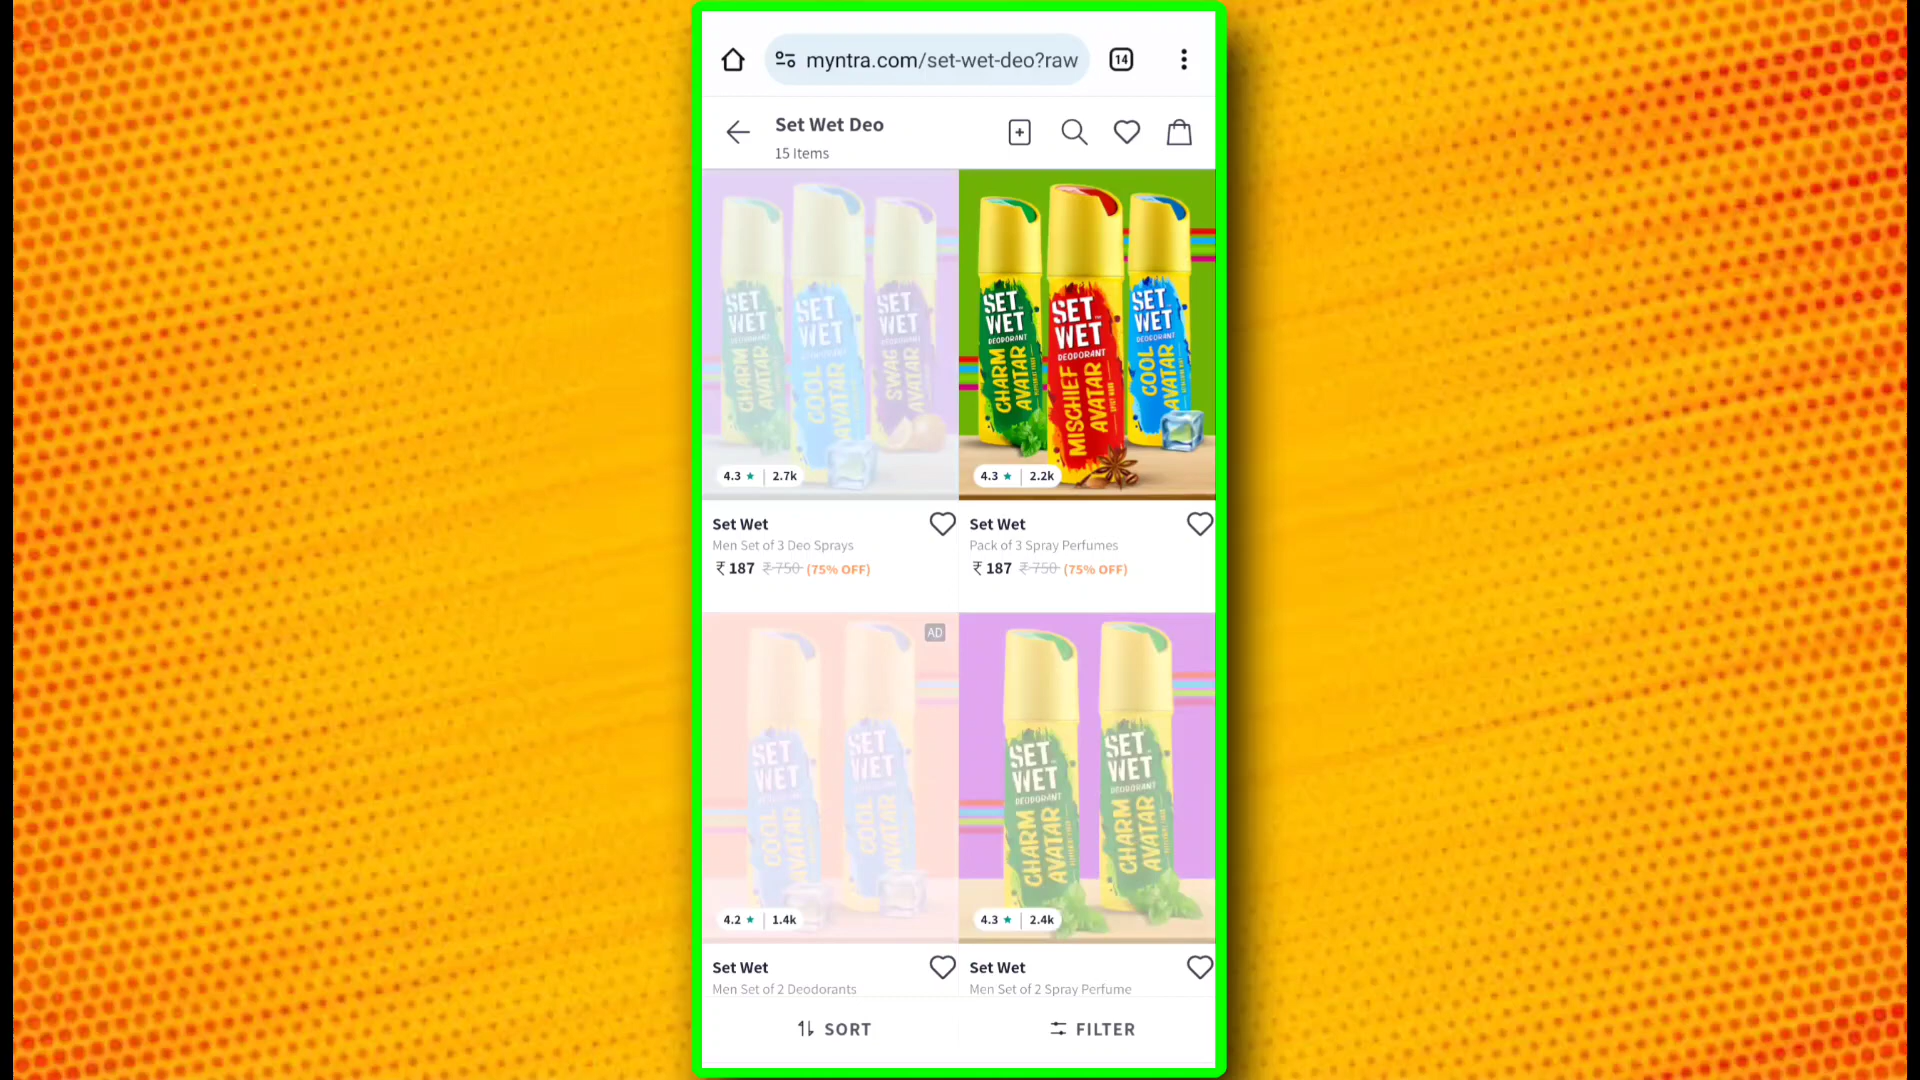 myntra.com/set-wet-deo?raw
14
Set Wet Deo
15 Items
SET WET DEODORANT CHARM AVATAR
SET WET DEODORANT COOL AVATAR
SET WET DEODORANT SWAG AVATAR
4.3 ★ | 2.7k
SET WET DEODORANT CHARM AVATAR
SET WET DEODORANT MISCHIEF AVATAR
SET WET DEODORANT COOL AVATAR
4.3 ★ | 2.2k
Set Wet
Men Set of 3 Deo Sprays
₹ 187 ₹ 750 (75% OFF)
Set Wet
Pack of 3 Spray Perfumes
₹ 187 ₹ 750 (75% OFF)
AD
SET WET DEODORANT COOL AVATAR
SET WET DEODORANT COOL AVATAR
4.2 ★ | 1.4k
SET WET DEODORANT CHARM AVATAR
SET WET DEODORANT CHARM AVATAR
4.3 ★ | 2.4k
Set Wet
Men Set of 2 Deodorants
Set Wet
Men Set of 2 Spray Perfume
SORT
FILTER